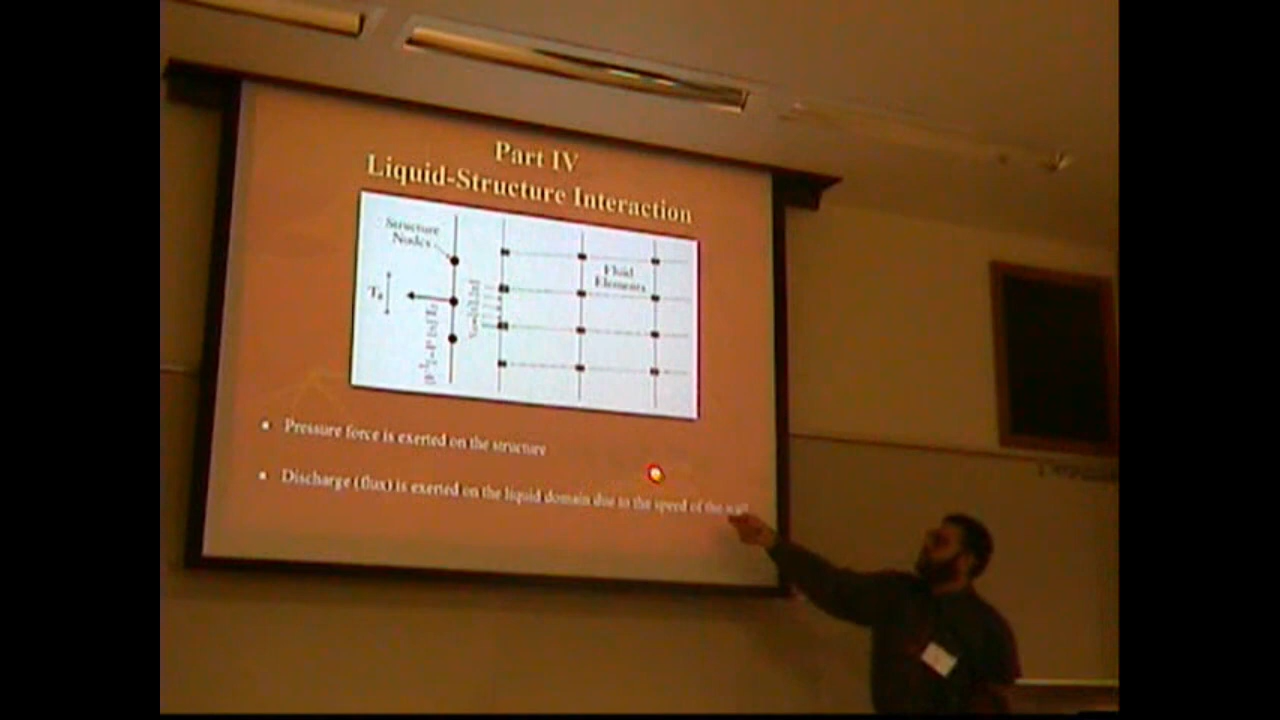 Part IV
Liquid-Structure Interaction
Structure
Nodes
Fluid
Elements
Pressure force is exerted on the structure
Discharge (flux) is exerted on the liquid domain due to the speed of the wall